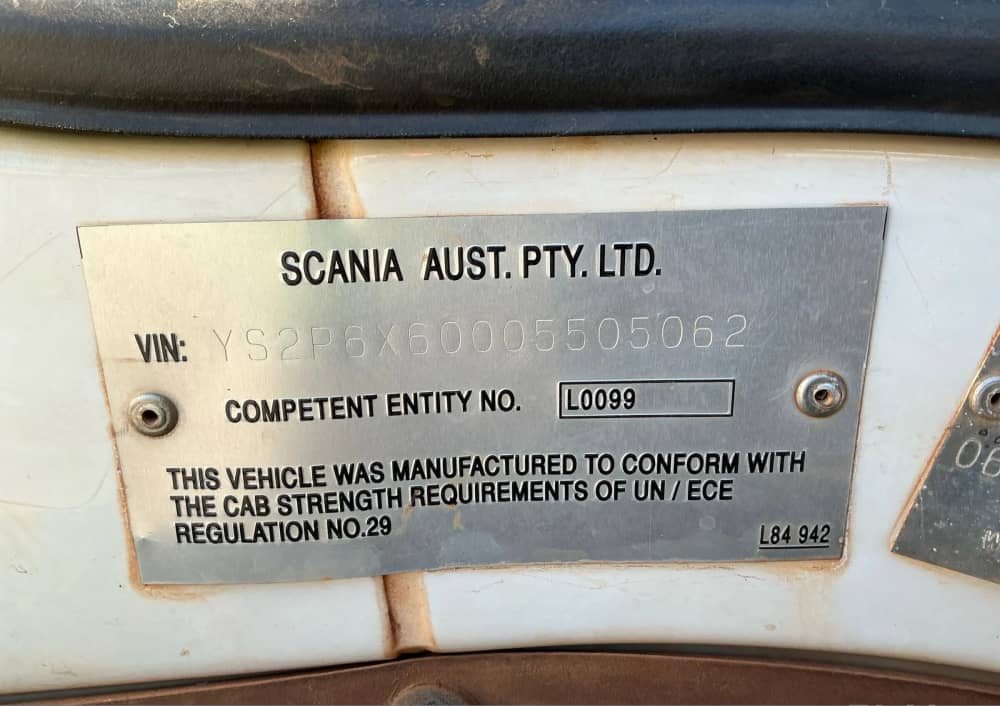 SCANIA AUST. PTY. LTD.
VIN: YS2P6X60005505062
COMPETENT ENTITY NO. L0099
THIS VEHICLE WAS MANUFACTURED TO CONFORM WITH
THE CAB STRENGTH REQUIREMENTS OF UN / ECE
REGULATION NO.29
L84 942
06